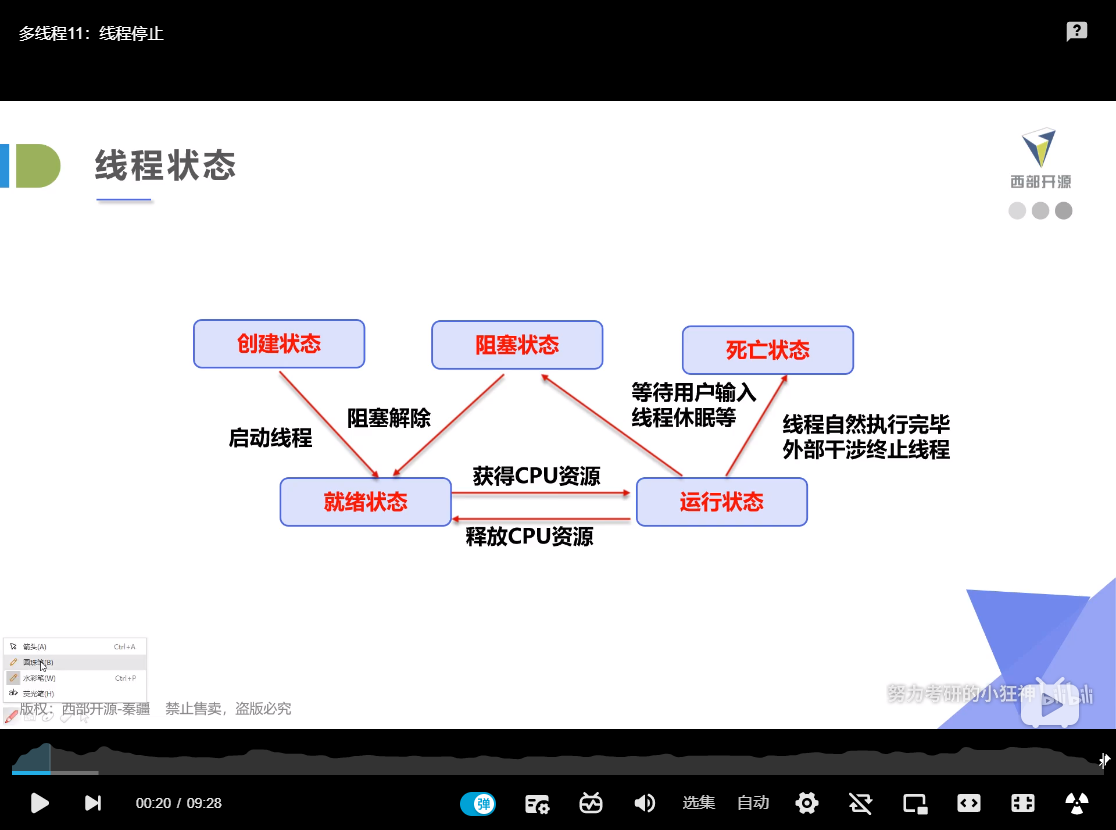 多线程11：线程停止
线程状态
西部开源
创建状态
阻塞状态
死亡状态
等待用户输入
线程休眠等
阻塞解除
启动线程
线程自然执行完毕
外部干涉终止线程
获得CPU资源
就绪状态
运行状态
释放CPU资源
箭头(A) Ctrl+A
圆珠笔(B)
水彩笔(W) Ctrl+P
荧光笔(H)
努力考研的小狂神
bilibili
版权：西部开源-秦疆 禁止售卖，盗版必究
00:20 / 09:28
弹
选集
自动